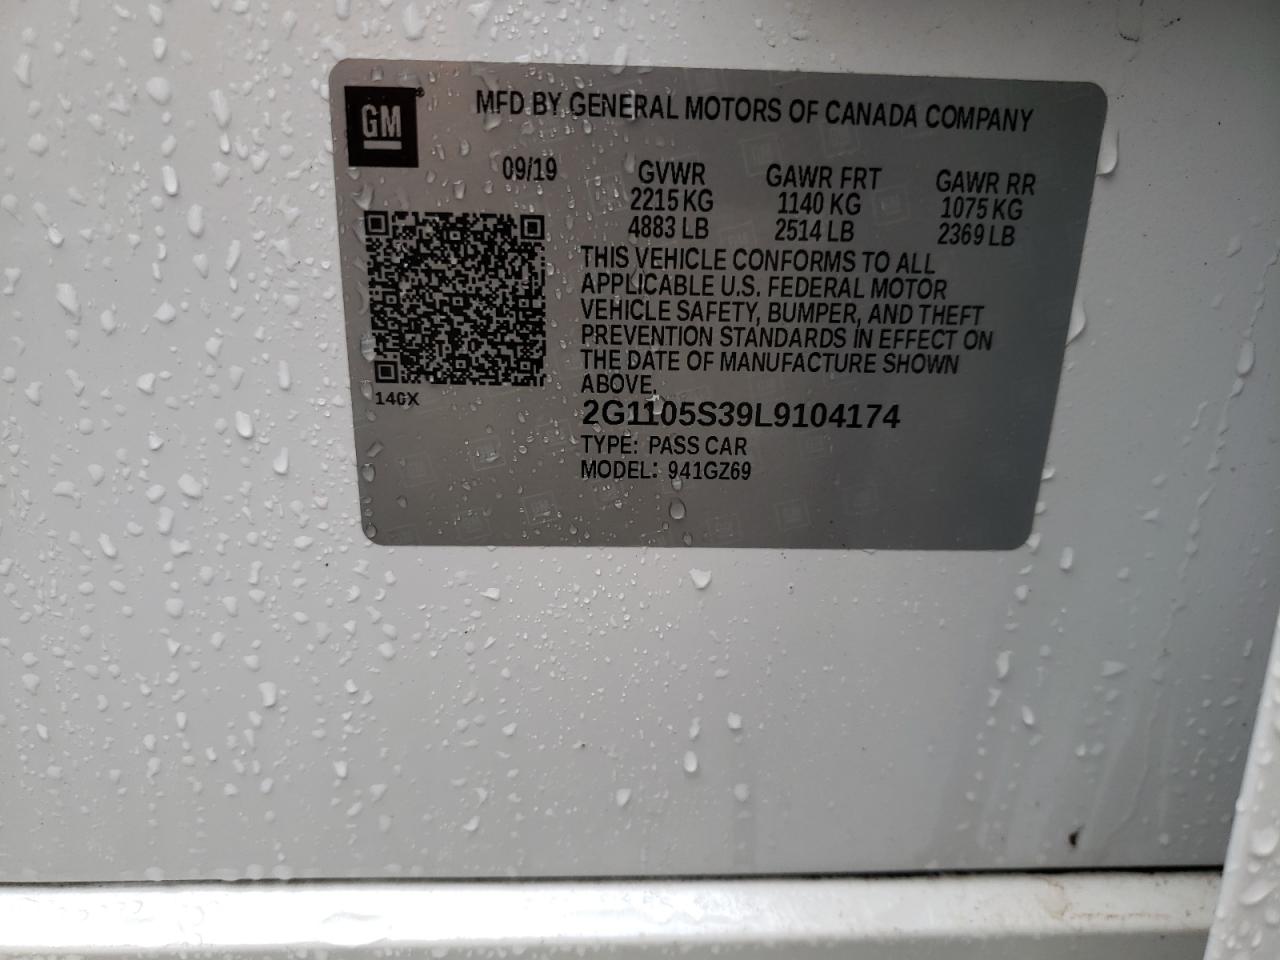 GM®
MFD BY GENERAL MOTORS OF CANADA COMPANY
09/19
GVWR
2215 KG
4883 LB
GAWR FRT
1140 KG
2514 LB
GAWR RR
1075 KG
2369 LB
THIS VEHICLE CONFORMS TO ALL
APPLICABLE U.S. FEDERAL MOTOR
VEHICLE SAFETY, BUMPER, AND THEFT
PREVENTION STANDARDS IN EFFECT ON
THE DATE OF MANUFACTURE SHOWN
ABOVE.
14GX
2G1105S39L9104174
TYPE: PASS CAR
MODEL: 941GZ69